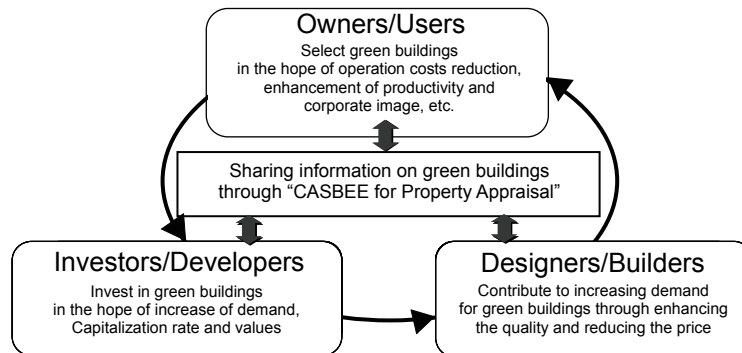 Owners/Users
Select green buildings
in the hope of operation costs reduction,
enhancement of productivity and
corporate image, etc.
Sharing information on green buildings
through “CASBEE for Property Appraisal”
Investors/Developers
Invest in green buildings
in the hope of increase of demand,
Capitalization rate and values
Designers/Builders
Contribute to increasing demand
for green buildings through enhancing
the quality and reducing the price